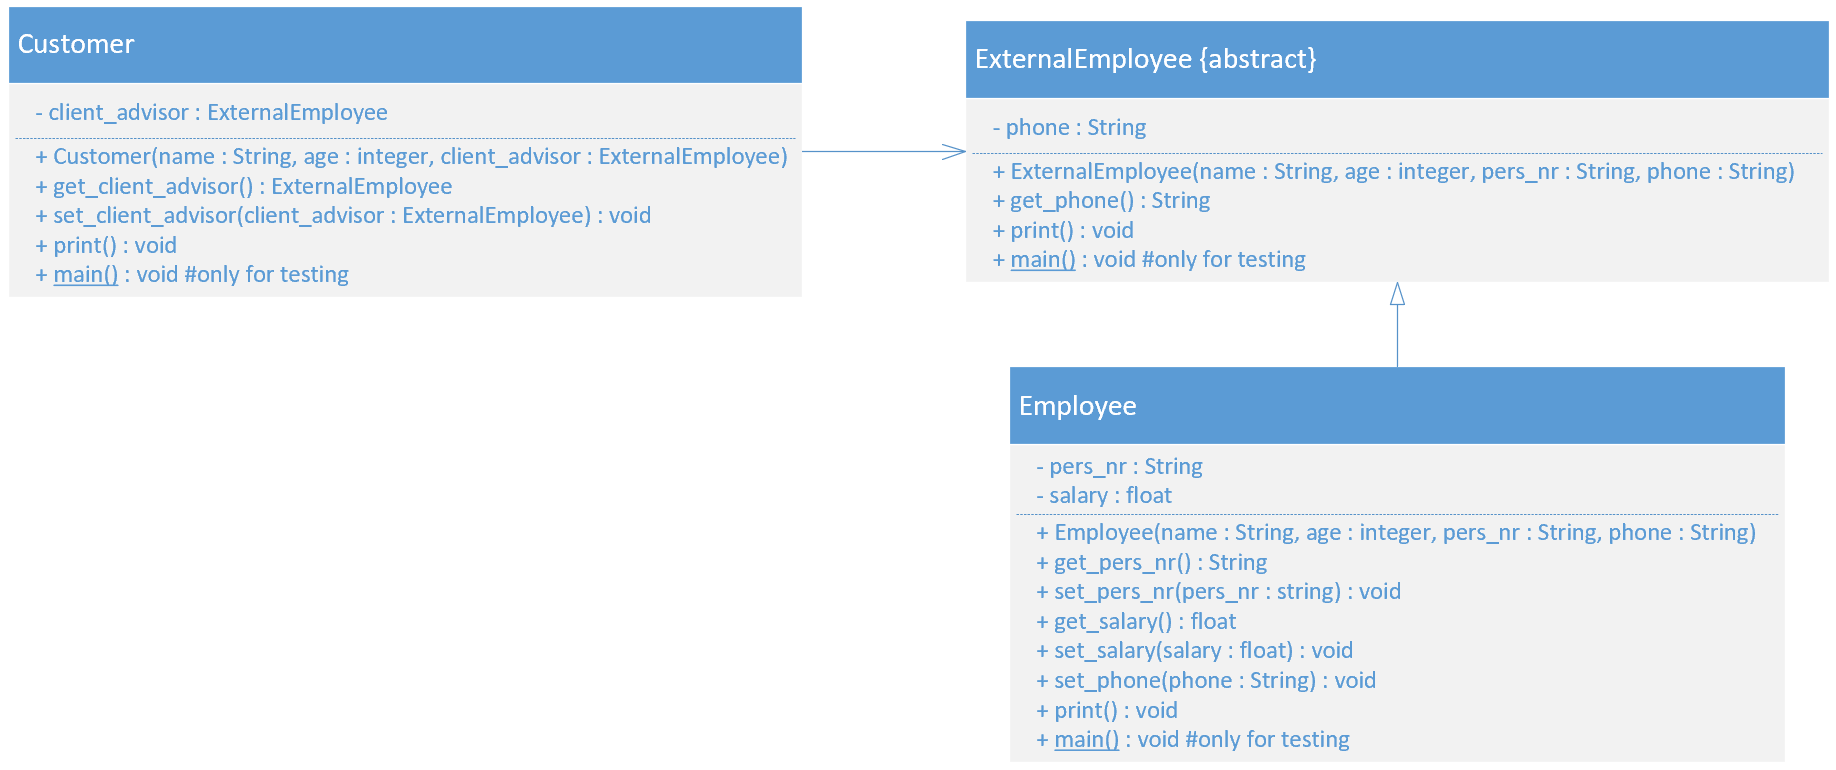 Customer
- client_advisor : ExternalEmployee
+ Customer(name : String, age : integer, client_advisor : ExternalEmployee)
+ get_client_advisor() : ExternalEmployee
+ set_client_advisor(client_advisor : ExternalEmployee) : void
+ print() : void
+ main() : void #only for testing
ExternalEmployee {abstract}
- phone : String
+ ExternalEmployee(name : String, age : integer, pers_nr : String, phone : String)
+ get_phone() : String
+ print() : void
+ main() : void #only for testing
Employee
- pers_nr : String
- salary : float
+ Employee(name : String, age : integer, pers_nr : String, phone : String)
+ get_pers_nr() : String
+ set_pers_nr(pers_nr : string) : void
+ get_salary() : float
+ set_salary(salary : float) : void
+ set_phone(phone : String) : void
+ print() : void
+ main() : void #only for testing